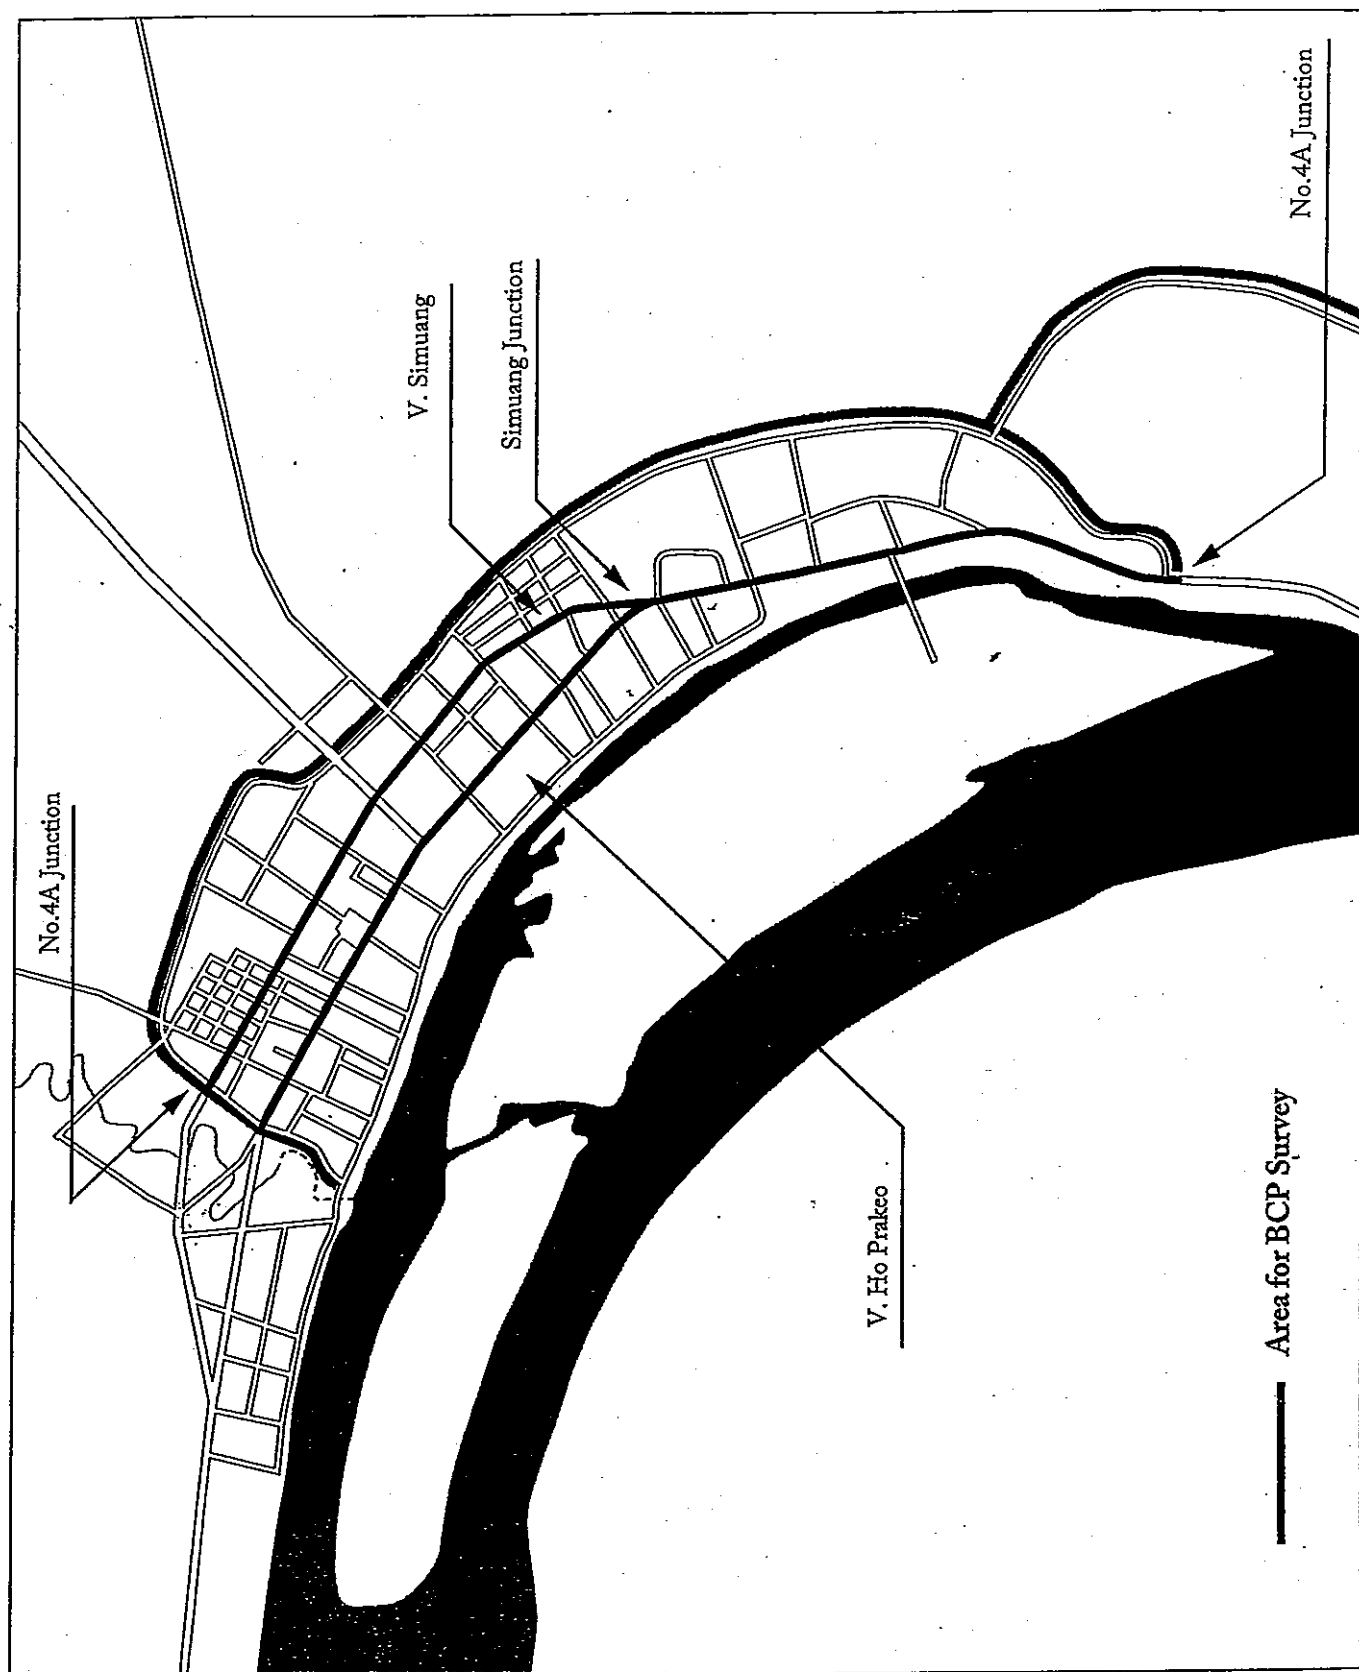 No.4A Junction
V. Simuang
Simuang Junction
No.4A Junction
V. Ho Prakeo
Area for BCP Survey